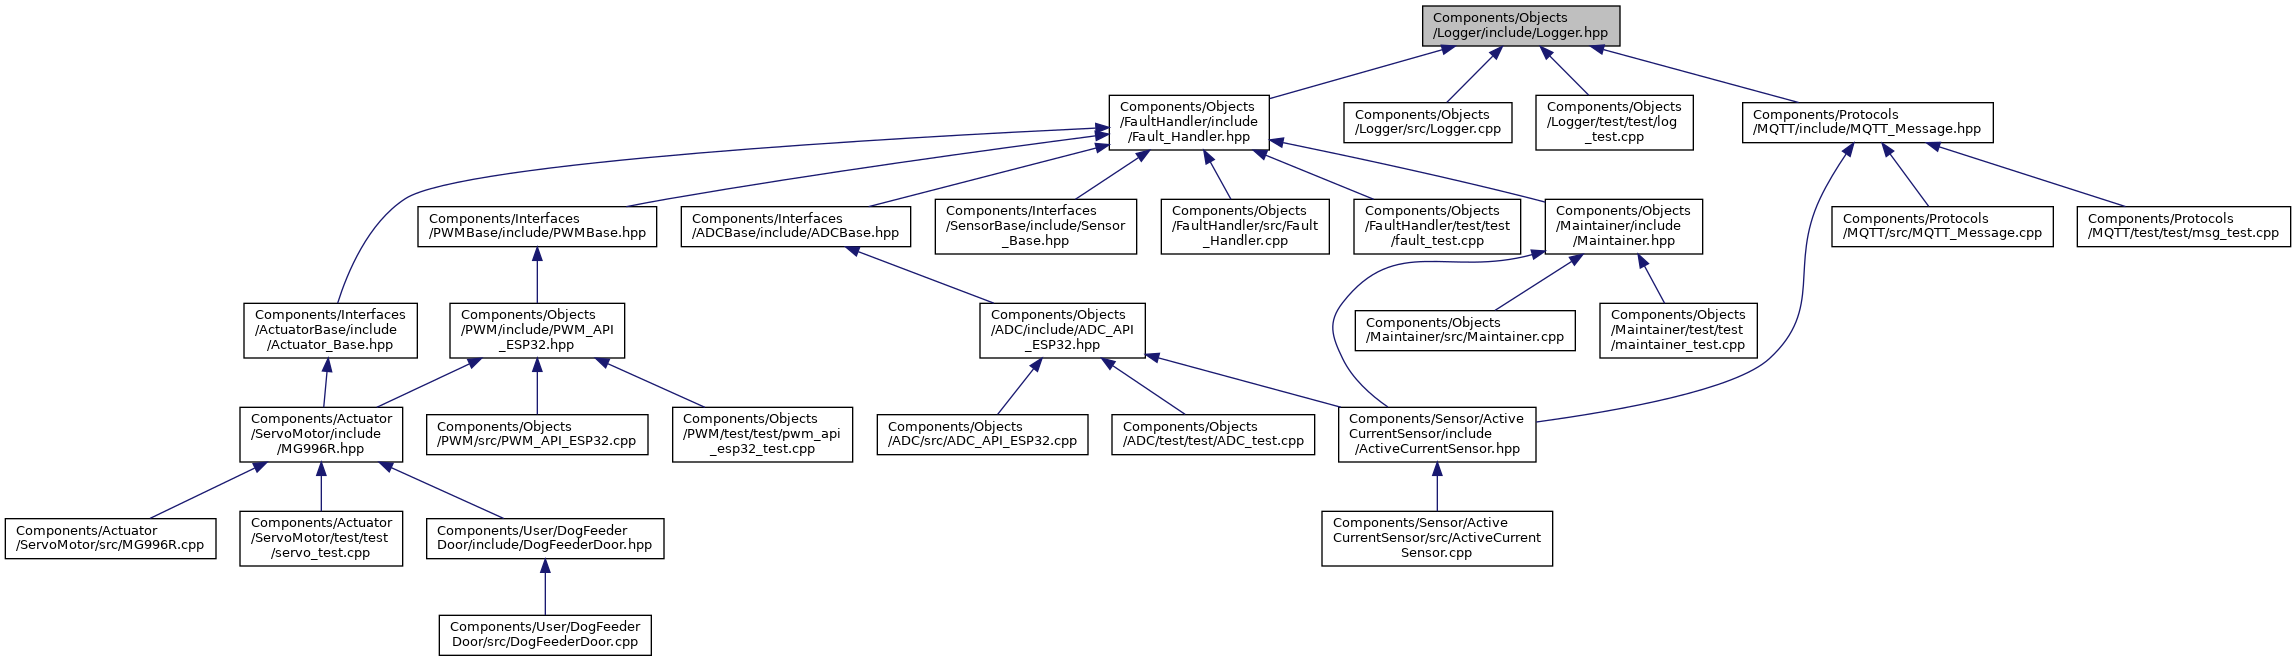 Components/Objects
/Logger/include/Logger.hpp
Components/Objects
/FaultHandler/include
/Fault_Handler.hpp
Components/Objects
/Logger/src/Logger.cpp
Components/Objects
/Logger/test/test/log
_test.cpp
Components/Protocols
/MQTT/include/MQTT_Message.hpp
Components/Interfaces
/PWMBase/include/PWMBase.hpp
Components/Interfaces
/ADCBase/include/ADCBase.hpp
Components/Interfaces
/SensorBase/include/Sensor
_Base.hpp
Components/Objects
/FaultHandler/src/Fault
_Handler.cpp
Components/Objects
/FaultHandler/test/test
/fault_test.cpp
Components/Objects
/Maintainer/include
/Maintainer.hpp
Components/Protocols
/MQTT/src/MQTT_Message.cpp
Components/Protocols
/MQTT/test/test/msg_test.cpp
Components/Interfaces
/ActuatorBase/include
/Actuator_Base.hpp
Components/Objects
/PWM/include/PWM_API
_ESP32.hpp
Components/Objects
/ADC/include/ADC_API
_ESP32.hpp
Components/Objects
/Maintainer/src/Maintainer.cpp
Components/Objects
/Maintainer/test/test
/maintainer_test.cpp
Components/Actuator
/ServoMotor/include
/MG996R.hpp
Components/Objects
/PWM/src/PWM_API_ESP32.cpp
Components/Objects
/PWM/test/test/pwm_api
_esp32_test.cpp
Components/Objects
/ADC/src/ADC_API_ESP32.cpp
Components/Objects
/ADC/test/test/ADC_test.cpp
Components/Sensor/Active
CurrentSensor/include
/ActiveCurrentSensor.hpp
Components/Actuator
/ServoMotor/src/MG996R.cpp
Components/Actuator
/ServoMotor/test/test
/servo_test.cpp
Components/User/DogFeeder
Door/include/DogFeederDoor.hpp
Components/Sensor/Active
CurrentSensor/src/ActiveCurrent
Sensor.cpp
Components/User/DogFeeder
Door/src/DogFeederDoor.cpp